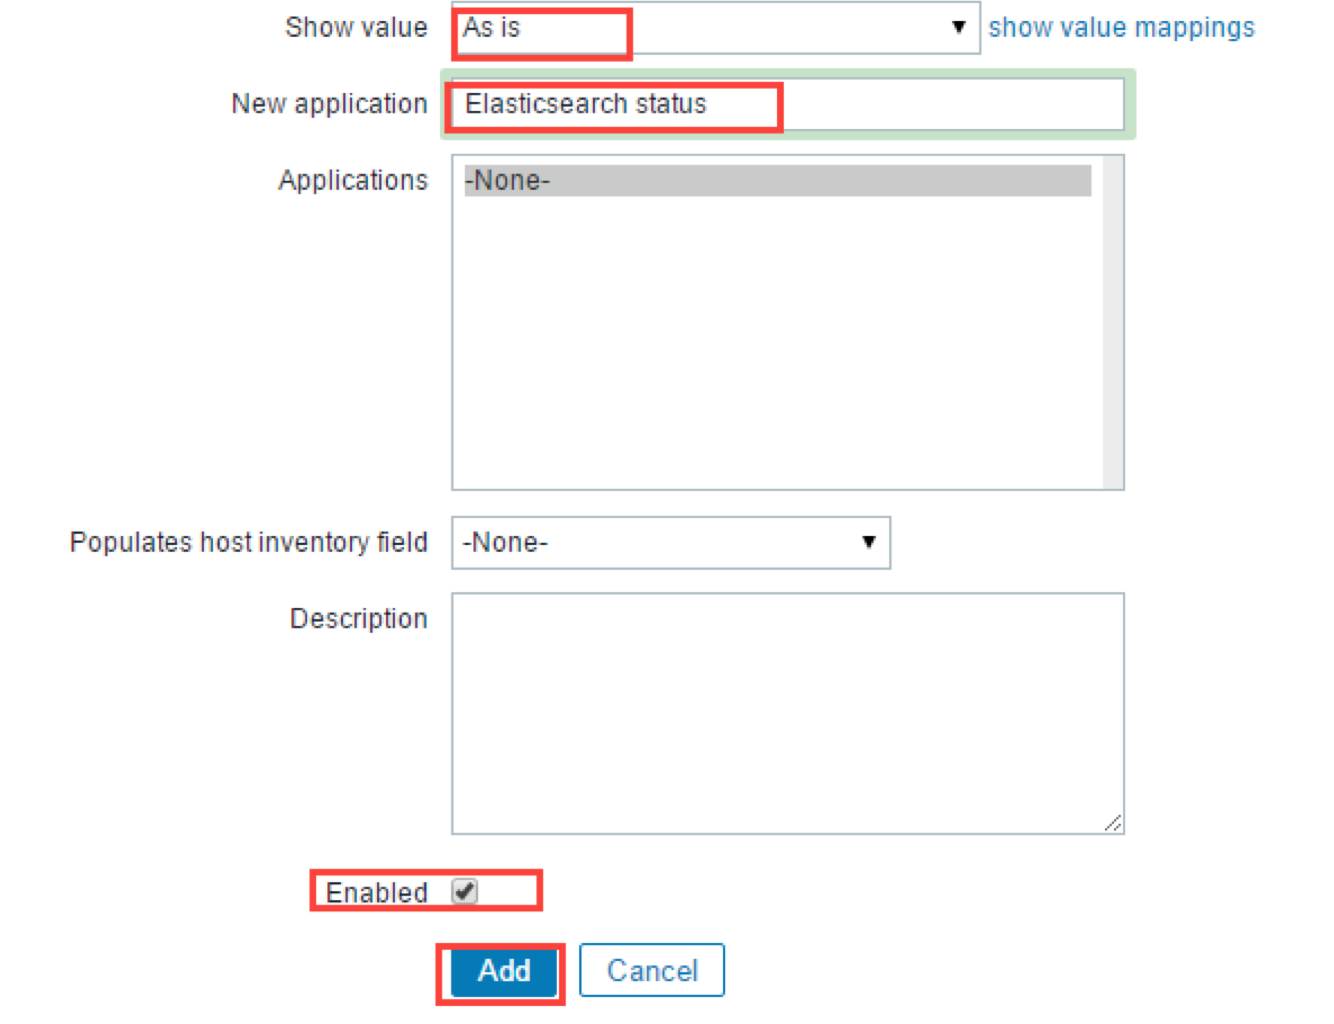 Show value As is show value mappings
New application Elasticsearch status
Applications -None-
Populates host inventory field -None-
Description
Enabled
Add Cancel